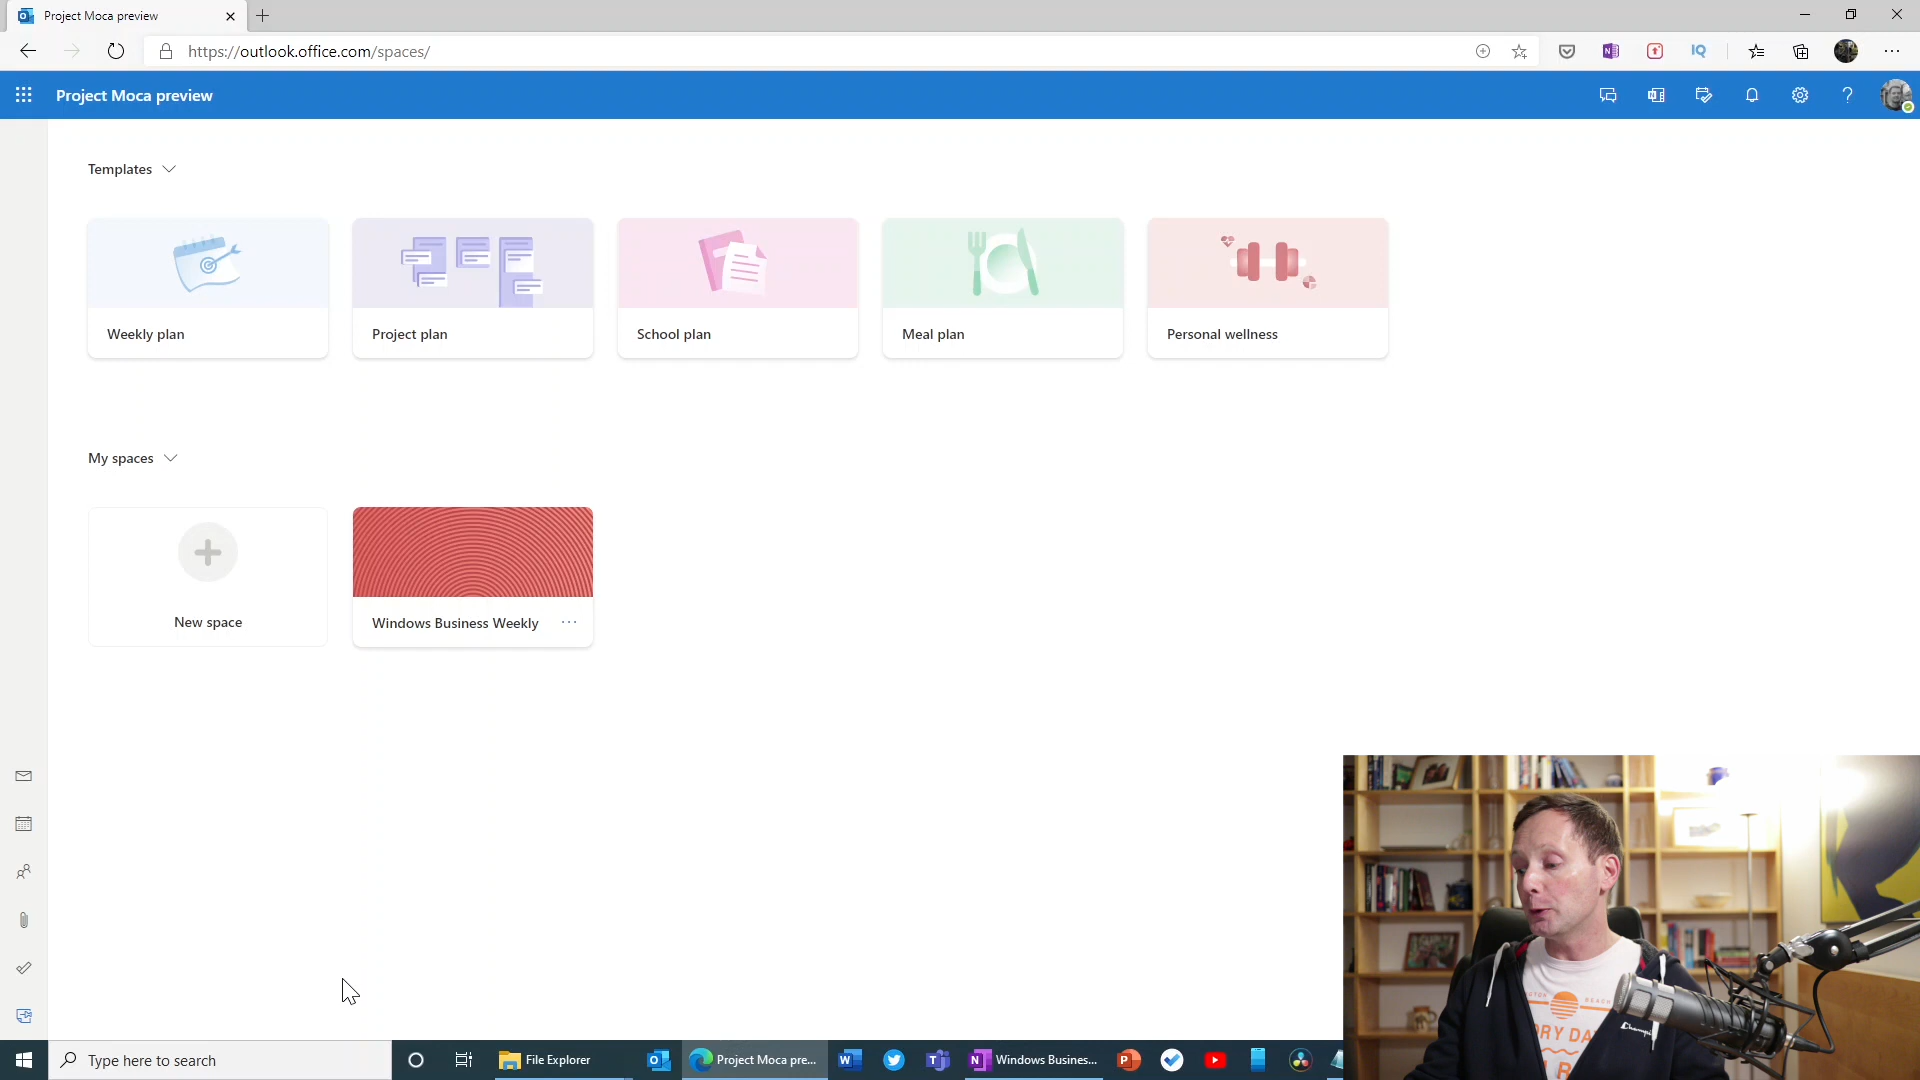 Project Moca preview
https://outlook.office.com/spaces/
IQ
Project Moca preview
Templates
Weekly plan
Project plan
School plan
Meal plan
Personal wellness
My spaces
New space
Windows Business Weekly
Type here to search
File Explorer
Project Moca pre...
Windows Busines...